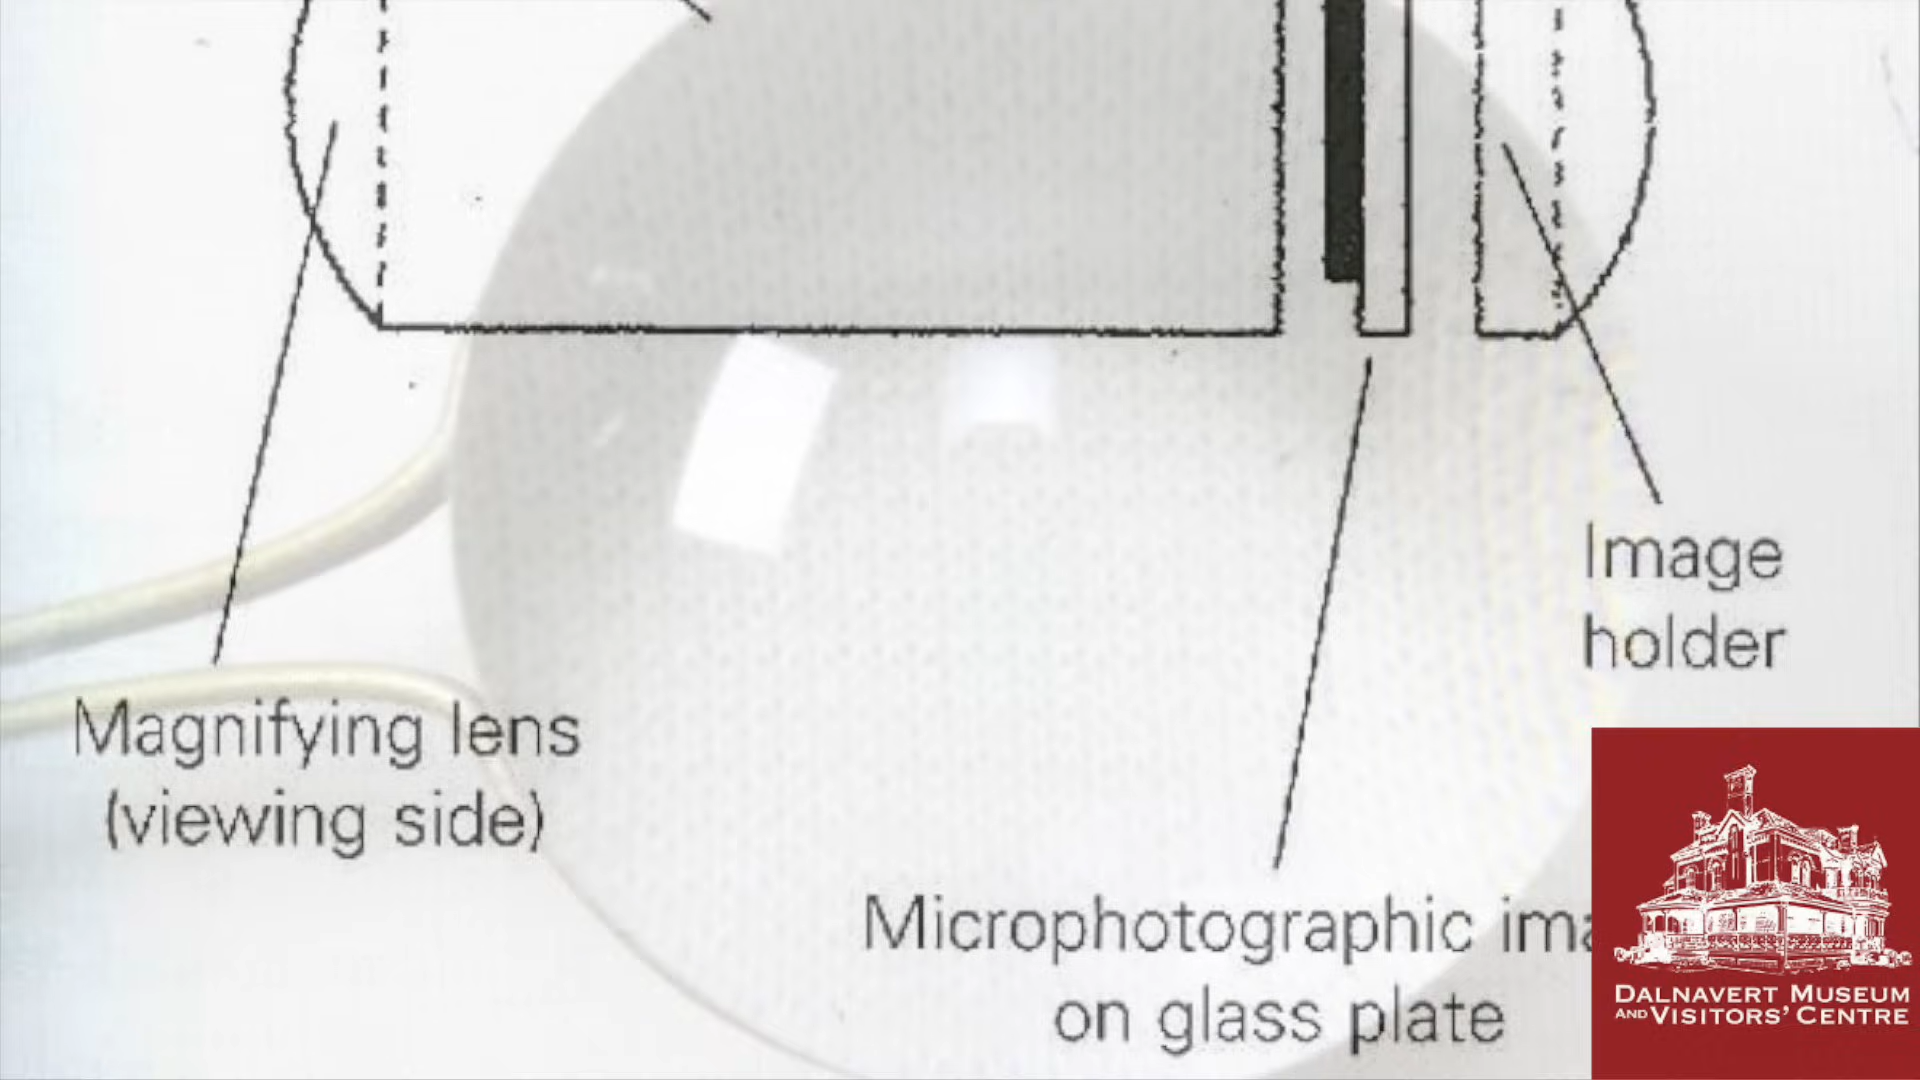 Image
holder
Magnifying lens
(viewing side)
Microphotographic ima
on glass plate
DALNAVERT MUSEUM
AND VISITORS' CENTRE